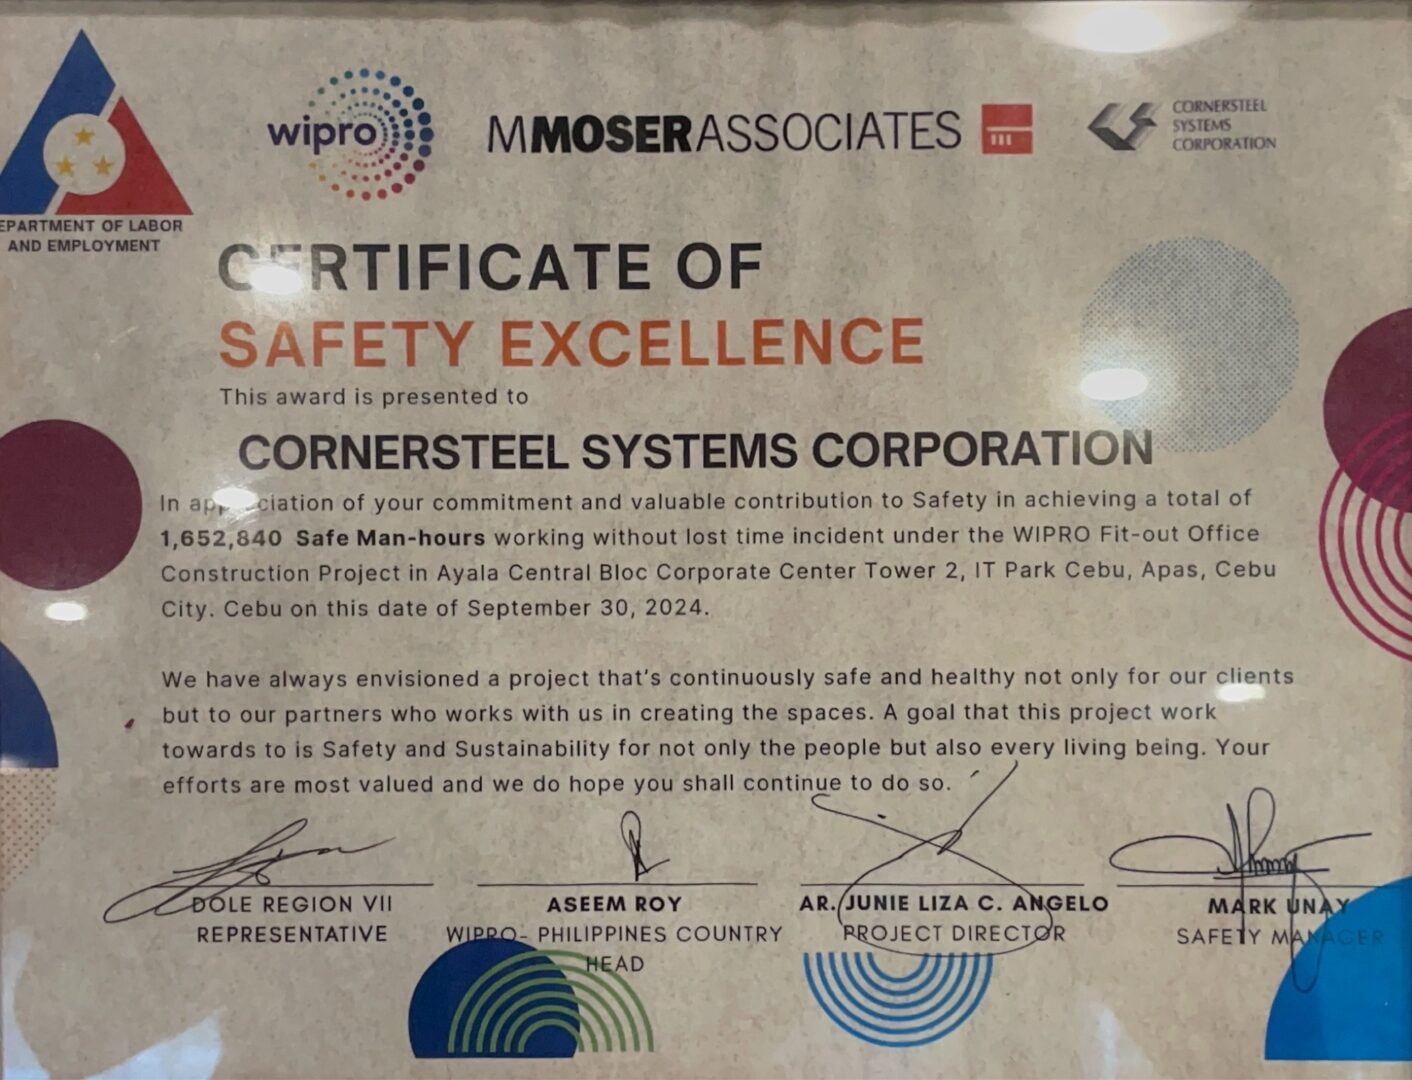 wipro
MMOSERASSOCIATES
CORNERSTEEL
SYSTEMS
CORPORATION
EPARTMENT OF LABOR
AND EMPLOYMENT
CERTIFICATE OF
SAFETY EXCELLENCE
This award is presented to
CORNERSTEEL SYSTEMS CORPORATION
In appreciation of your commitment and valuable contribution to Safety in achieving a total of
1,652,840 Safe Man-hours working without lost time incident under the WIPRO Fit-out Office
Construction Project in Ayala Central Bloc Corporate Center Tower 2, IT Park Cebu, Apas, Cebu
City. Cebu on this date of September 30, 2024.
We have always envisioned a project that's continuously safe and healthy not only for our clients
but to our partners who works with us in creating the spaces. A goal that this project work
towards to is Safety and Sustainability for not only the people but also every living being. Your
efforts are most valued and we do hope you shall continue to do so.
DOLE REGION VII
REPRESENTATIVE
ASEEM ROY
WIPRO- PHILIPPINES COUNTRY
HEAD
AR. JUNIE LIZA C. ANGELO
PROJECT DIRECTOR
MARK UNAY
SAFETY MANAGER